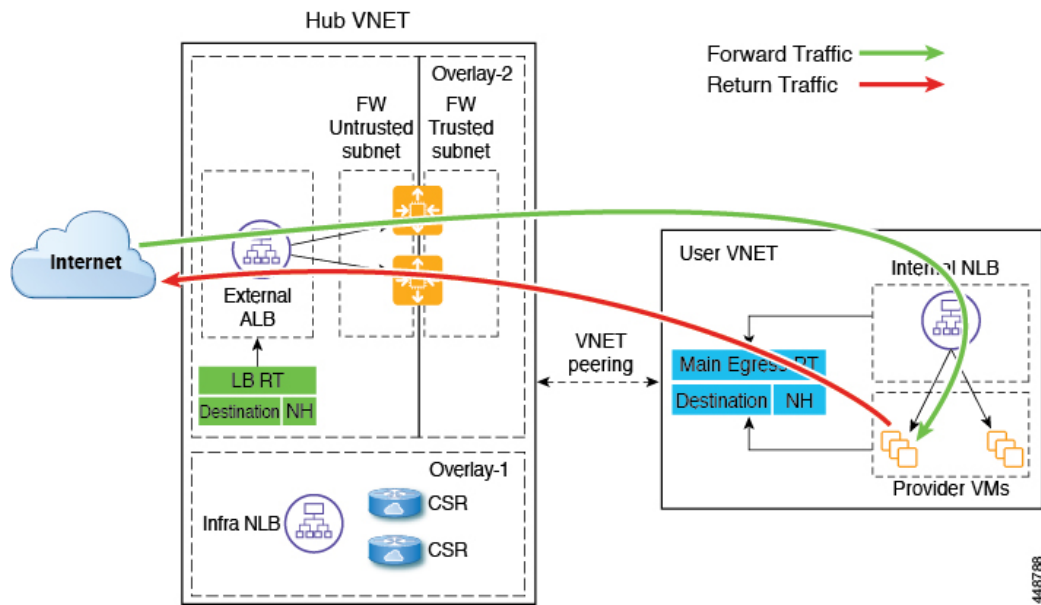 Hub VNET
Forward Traffic
Return Traffic
Overlay-2
FW
Untrusted
subnet
FW
Trusted
subnet
Internet
External
ALB
LB RT
Destination
NH
VNET
peering
User VNET
Internal NLB
Main Egress RT
Destination
NH
Provider VMs
Overlay-1
Infra NLB
CSR
CSR
448788